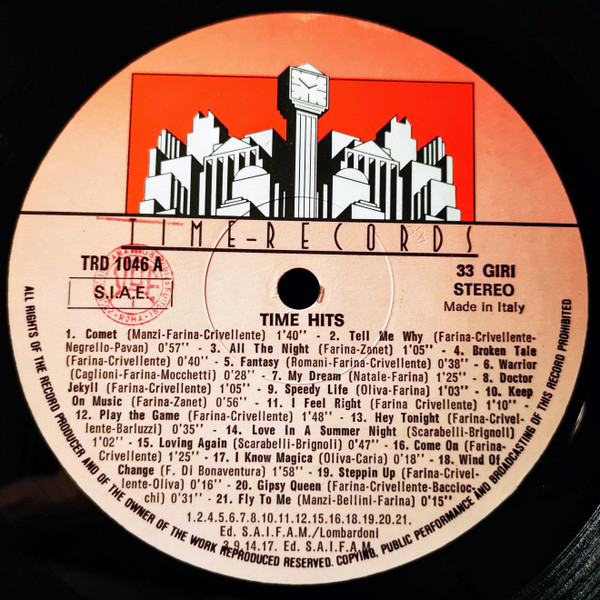 TIME-RECORDS
TRD 1046 A
S.I.A.E.
33 GIRI
STEREO
Made in Italy
TIME HITS
1. Comet (Manzi-Farina-Crivellente) 1'40" - 2. Tell Me Why (Farina-Crivellente-
Negrello-Pavan) 0'57" - 3. All The Night (Farina-Zanet) 1'05" - 4. Broken Tale
(Farina-Crivellente) 0'40" - 5. Fantasy (Romani-Farina-Crivellente) 0'38" - 6. Warrior
(Caglioni-Farina-Mocchetti) 0'28" - 7. My Dream (Natale-Farina) 1'25" - 8. Doctor
Jekyll (Farina-Crivellente) 1'05" - 9. Speedy Life (Oliva-Farina) 1'03" - 10. Keep
On Music (Farina-Zanet) 0'56" - 11. I Feel Right (Farina-Crivellente) 1'10" -
12. Play the Game (Farina-Crivellente) 1'48" - 13. Hey Tonight (Farina-Crivel-
lente-Barluzzi) 0'35" - 14. Love In A Summer Night (Scarabelli-Brignoli)
1'02" - 15. Loving Again (Scarabelli-Brignoli) 0'47" - 16. Come On (Farina-
Crivellente) 1'25" - 17. I Know Magica (Oliva-Caria) 0'18" - 18. Wind Of
Change (F. Di Bonaventura) 1'58" - 19. Steppin Up (Farina-Crivel-
lente-Oliva) 0'16" - 20. Gipsy Queen (Farina-Crivellente-Baccioc-
chi) 0'31" - 21. Fly To Me (Manzi-Bellini-Farina) 0'15"
1.2.4.5.6.7.8.10.11.12.15.16.18.19.20.21.
Ed. S.A.I.F.A.M./Lombardoni
3.9.14.17. Ed. S.A.I.F.A.M.
ALL RIGHTS OF THE RECORD PRODUCER AND OF THE OWNER OF THE WORK REPRODUCED RESERVED. COPYING, PUBLIC PERFORMANCE AND BROADCASTING OF THIS RECORD PROHIBITED